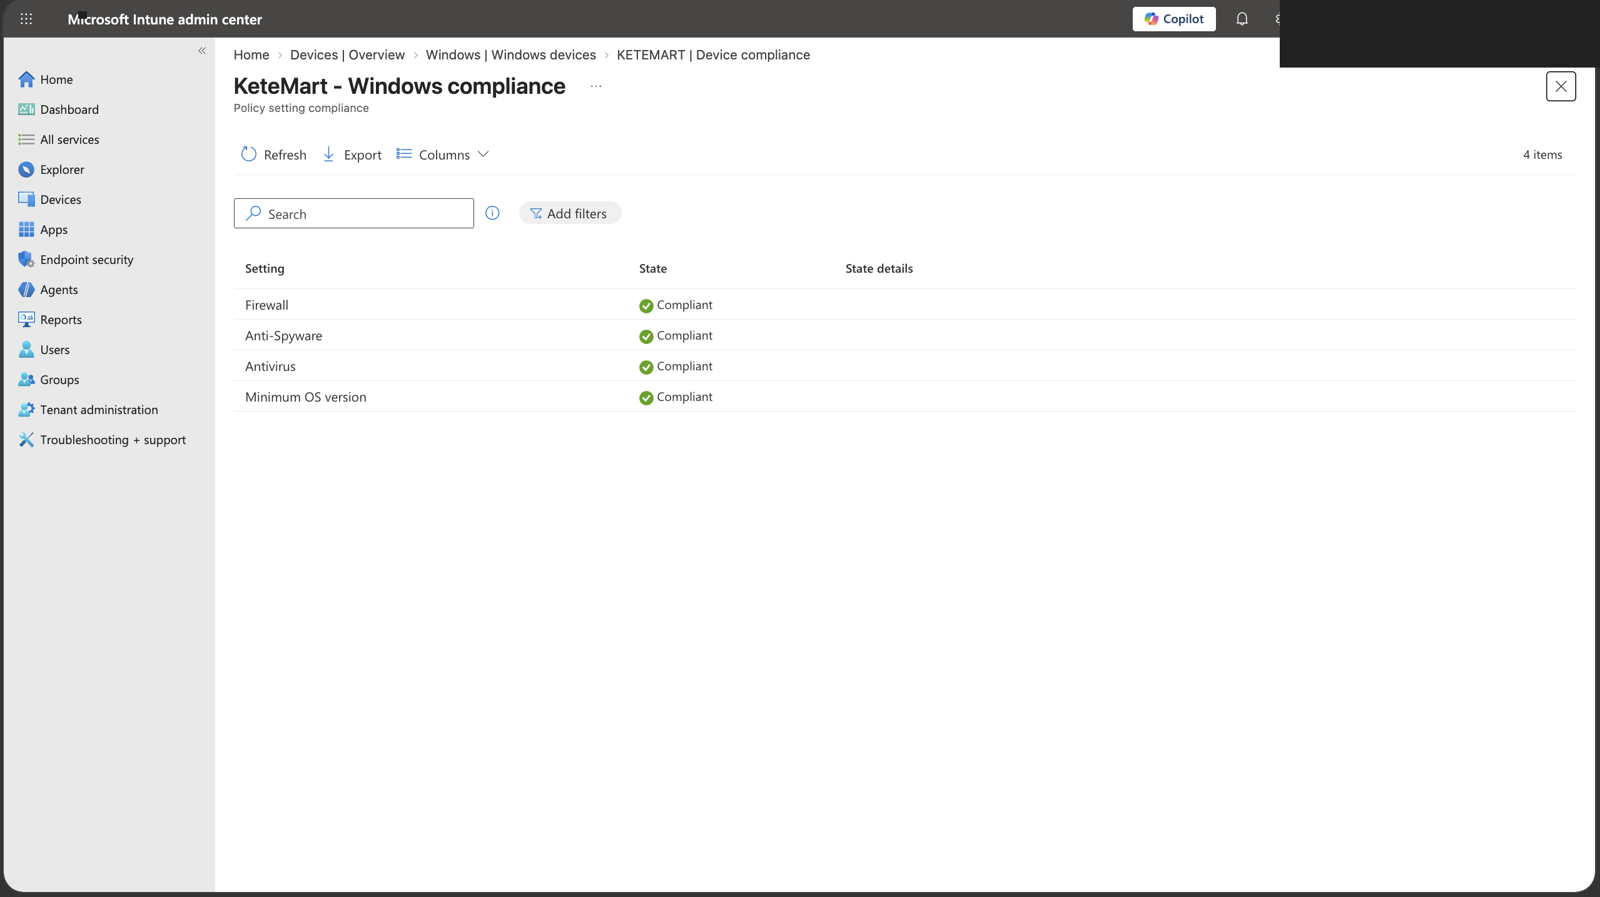 Microsoft Intune admin center
Copilot
Home > Devices | Overview > Windows | Windows devices > KETEMART | Device compliance
KeteMart - Windows compliance ...
Policy setting compliance
Home
Dashboard
All services
Explorer
Devices
Apps
Endpoint security
Agents
Reports
Users
Groups
Tenant administration
Troubleshooting + support
Refresh Export Columns 4 items
Search Add filters
Setting State State details
Firewall Compliant
Anti-Spyware Compliant
Antivirus Compliant
Minimum OS version Compliant